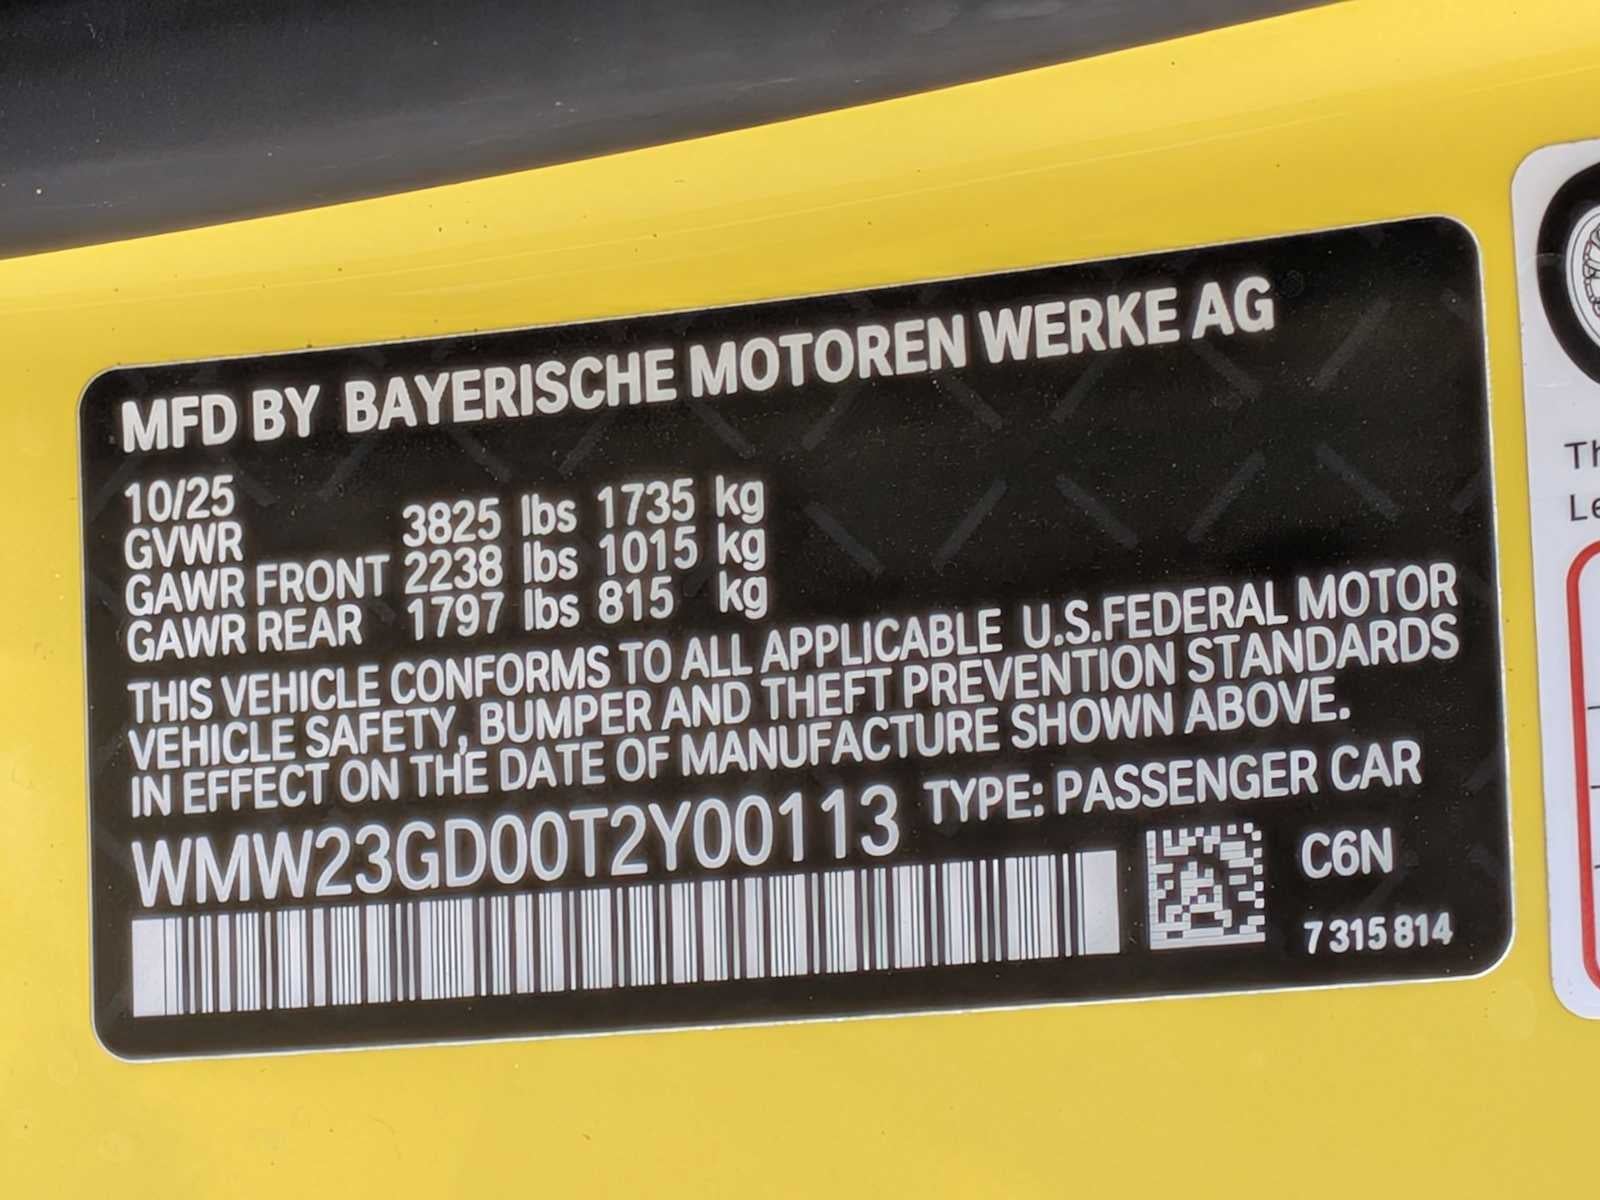 MFD BY BAYERISCHE MOTOREN WERKE AG
10/25
GVWR 3825 lbs 1735 kg
GAWR FRONT 2238 lbs 1015 kg
GAWR REAR 1797 lbs 815 kg
THIS VEHICLE CONFORMS TO ALL APPLICABLE U.S.FEDERAL MOTOR
VEHICLE SAFETY, BUMPER AND THEFT PREVENTION STANDARDS
IN EFFECT ON THE DATE OF MANUFACTURE SHOWN ABOVE.
WMW23GD00T2Y00113 TYPE: PASSENGER CAR
C6N
7 315 814